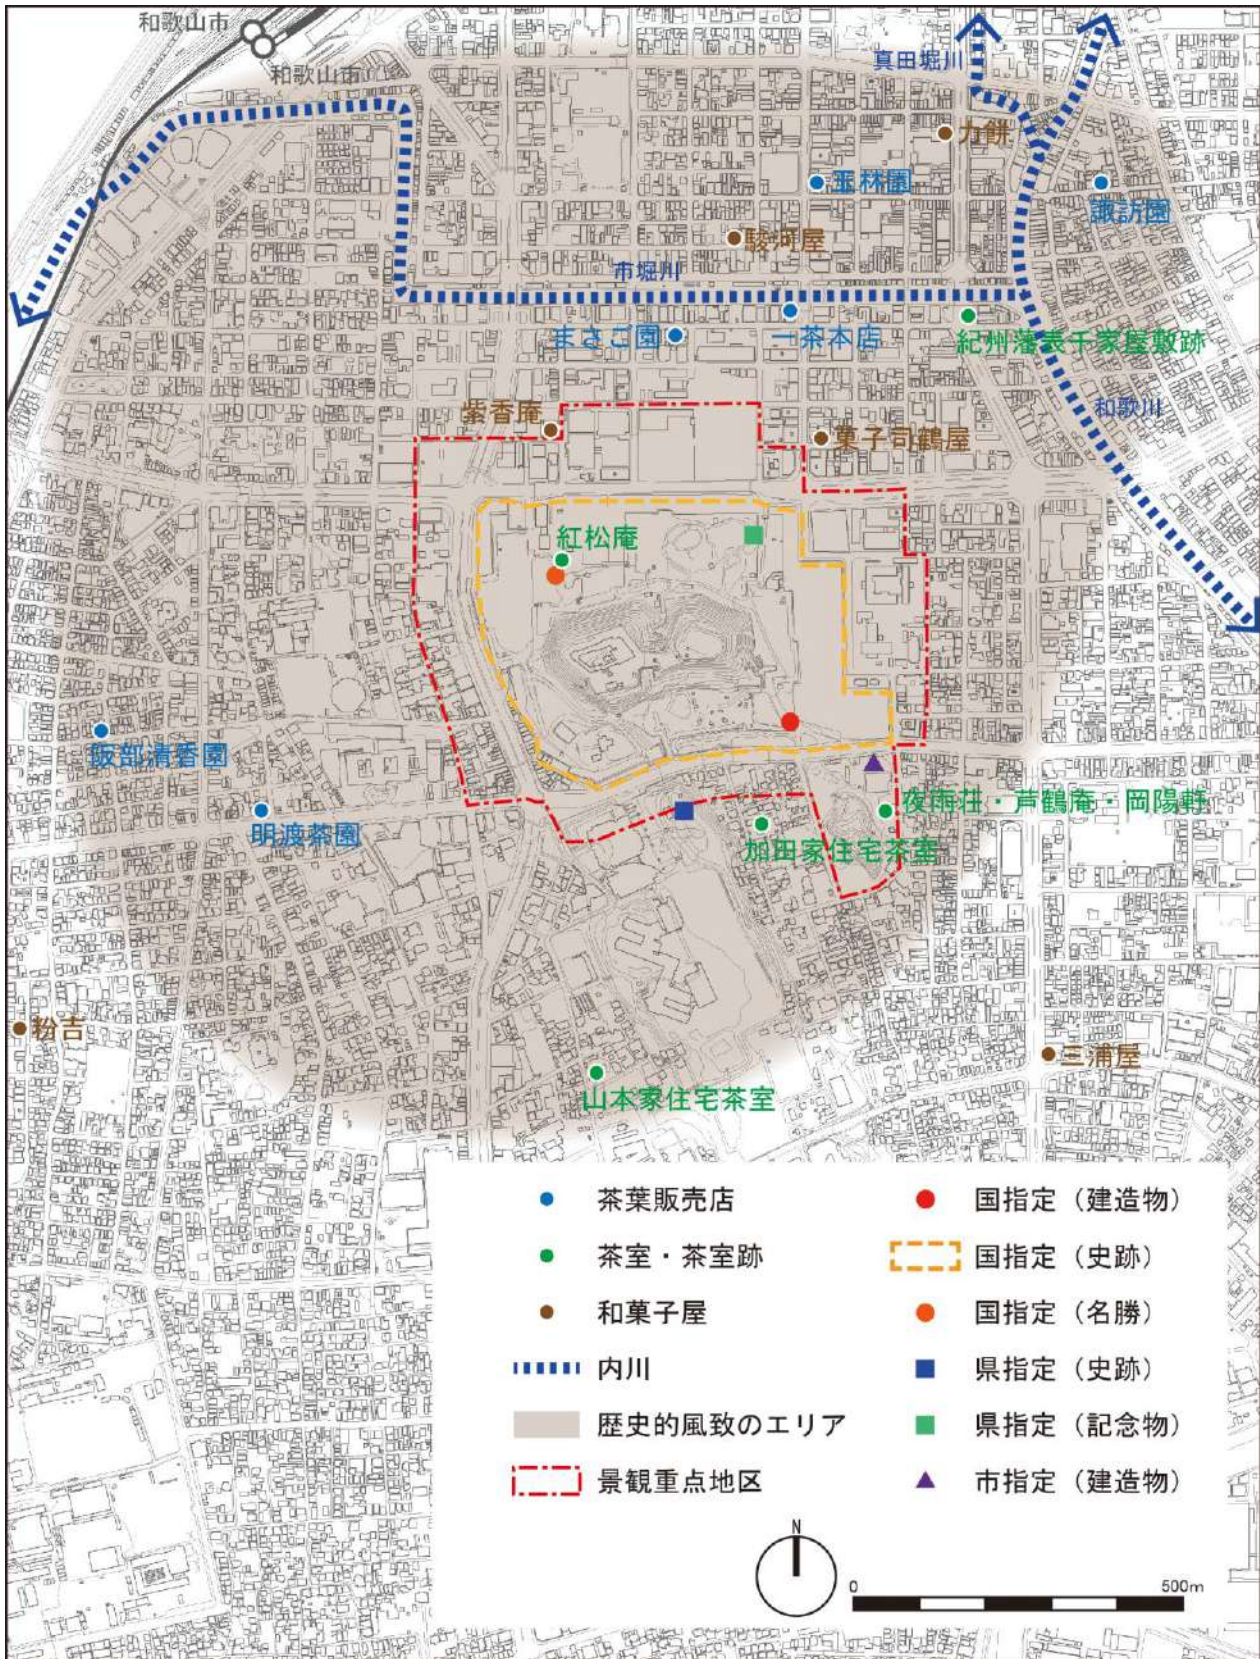 和歌山市
和歌山市
真田堀川
力餅
玉林園
諏訪園
駿河屋
市堀川
まさご園
一茶本店
紀州藩表千家屋敷跡
和歌川
紫香庵
菓子司鶴屋
紅松庵
阪部清香園
明渡茶園
夜雨荘・芦鶴庵・岡陽軒
加田家住宅茶室
粉吉
三浦屋
山本家住宅茶室
茶葉販売店
茶室・茶室跡
和菓子屋
内川
歴史的風致のエリア
景観重点地区
国指定（建造物）
国指定（史跡）
国指定（名勝）
県指定（史跡）
県指定（記念物）
市指定（建造物）
N
0
500m